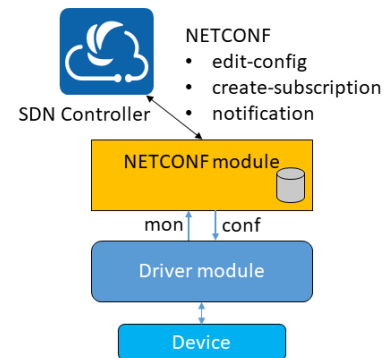 NETCONF
• edit-config
• create-subscription
• notification
SDN Controller
NETCONF module
mon
conf
Driver module
Device